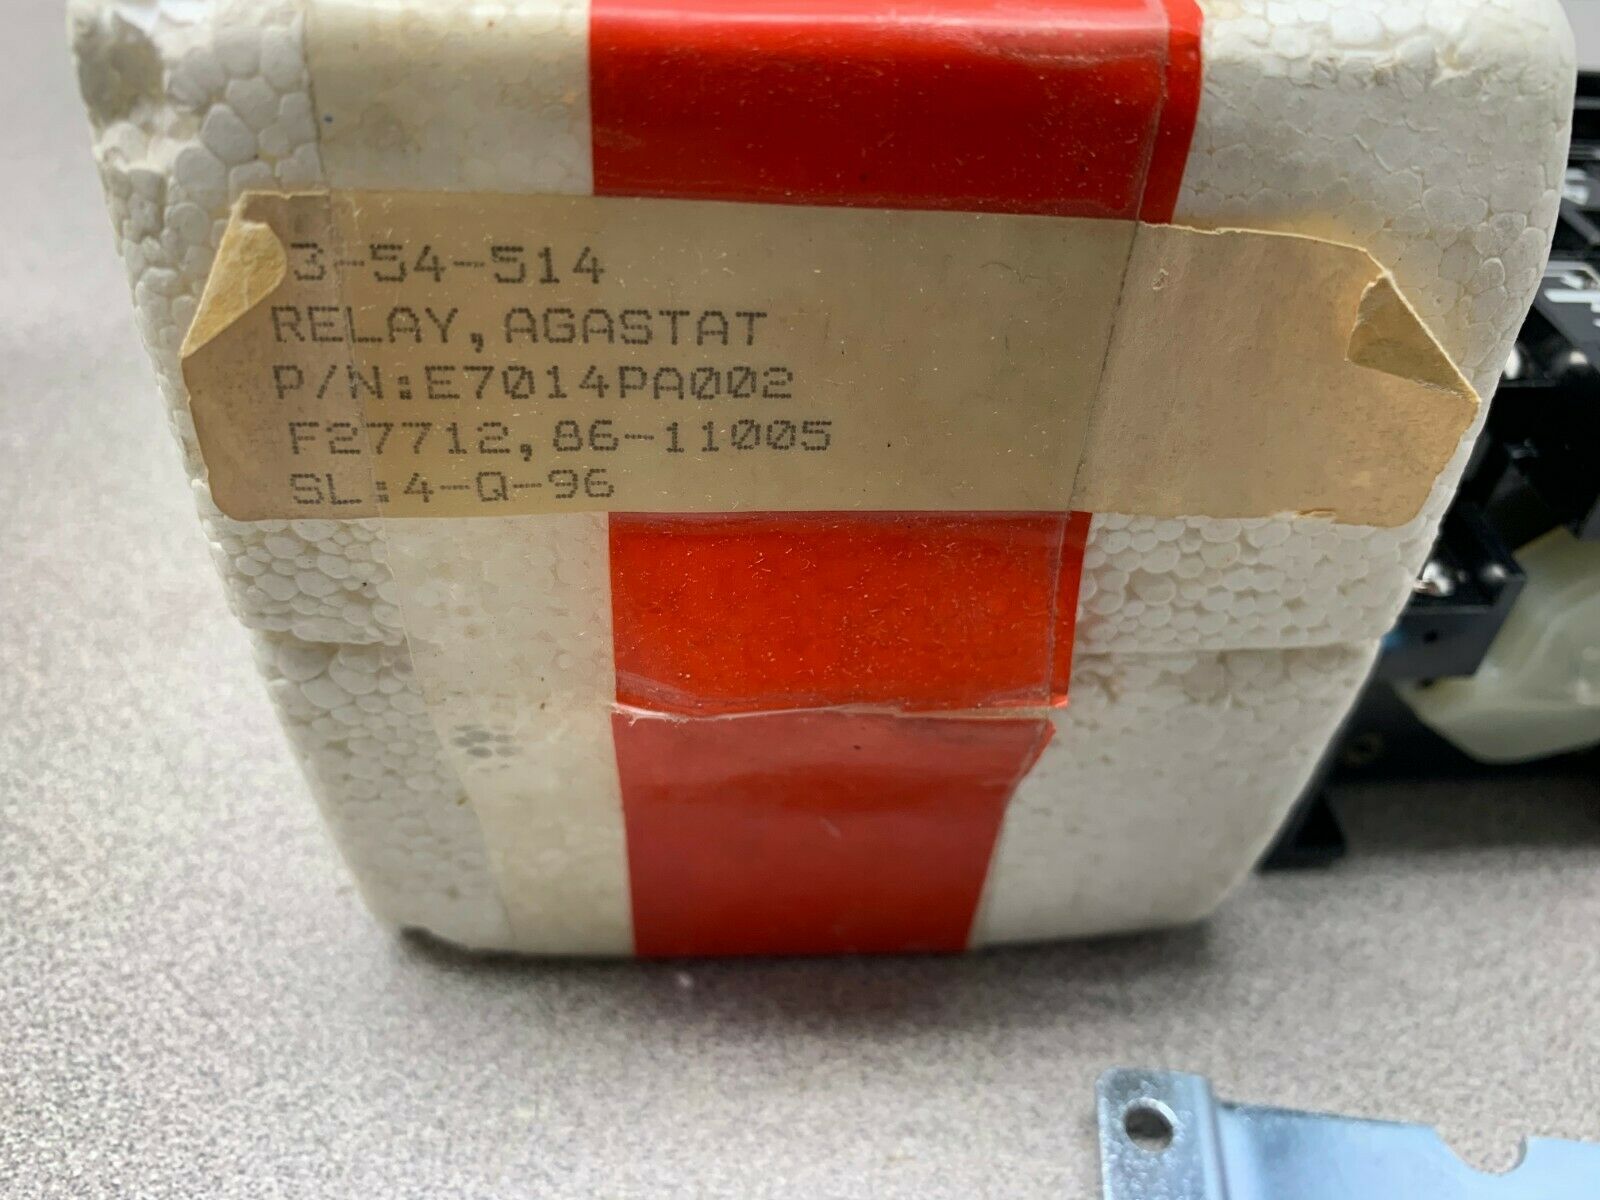 3-54-514
RELAY, AGASTAT
P/N:E7014PA002
F27712, 86-11005
SL:4-Q-96